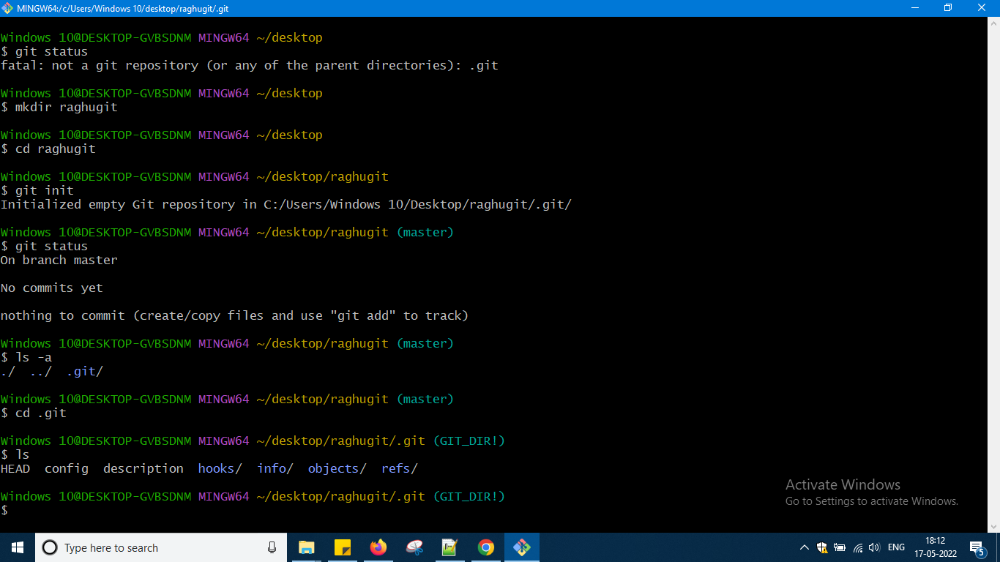 MINGW64:/c/Users/Windows 10/desktop/raghugit/.git
Windows 10@DESKTOP-GVBSDNM MINGW64 ~/desktop
$ git status
fatal: not a git repository (or any of the parent directories): .git
Windows 10@DESKTOP-GVBSDNM MINGW64 ~/desktop
$ mkdir raghugit
Windows 10@DESKTOP-GVBSDNM MINGW64 ~/desktop
$ cd raghugit
Windows 10@DESKTOP-GVBSDNM MINGW64 ~/desktop/raghugit
$ git init
Initialized empty Git repository in C:/Users/Windows 10/Desktop/raghugit/.git/
Windows 10@DESKTOP-GVBSDNM MINGW64 ~/desktop/raghugit (master)
$ git status
On branch master
No commits yet
nothing to commit (create/copy files and use "git add" to track)
Windows 10@DESKTOP-GVBSDNM MINGW64 ~/desktop/raghugit (master)
$ ls -a
./  ../  .git/
Windows 10@DESKTOP-GVBSDNM MINGW64 ~/desktop/raghugit (master)
$ cd .git
Windows 10@DESKTOP-GVBSDNM MINGW64 ~/desktop/raghugit/.git (GIT_DIR!)
$ ls
HEAD  config  description  hooks/  info/  objects/  refs/
Windows 10@DESKTOP-GVBSDNM MINGW64 ~/desktop/raghugit/.git (GIT_DIR!)
$
Activate Windows
Go to Settings to activate Windows.
Type here to search
ENG
18:12
17-05-2022
5